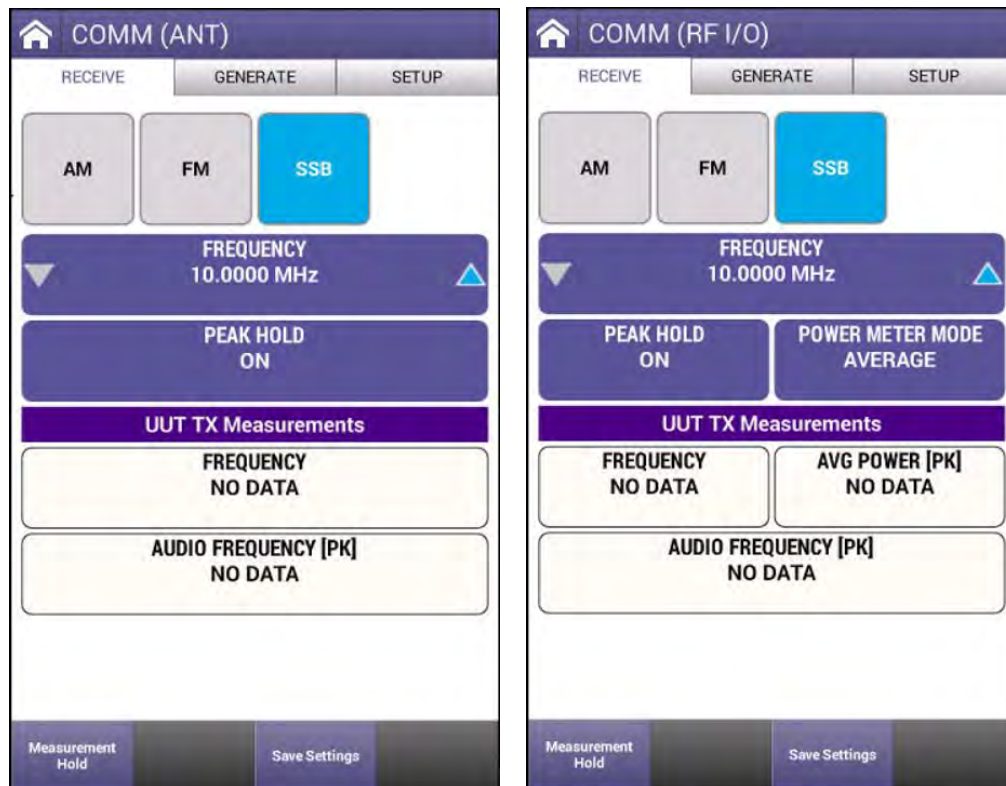 COMM (ANT)
RECEIVE GENERATE SETUP
AM FM SSB
FREQUENCY
10.0000 MHz
PEAK HOLD
ON
UUT TX Measurements
FREQUENCY
NO DATA
AUDIO FREQUENCY [PK]
NO DATA
Measurement
Hold
Save Settings
COMM (RF I/O)
RECEIVE GENERATE SETUP
AM FM SSB
FREQUENCY
10.0000 MHz
PEAK HOLD
ON
POWER METER MODE
AVERAGE
UUT TX Measurements
FREQUENCY
NO DATA
AVG POWER [PK]
NO DATA
AUDIO FREQUENCY [PK]
NO DATA
Measurement
Hold
Save Settings